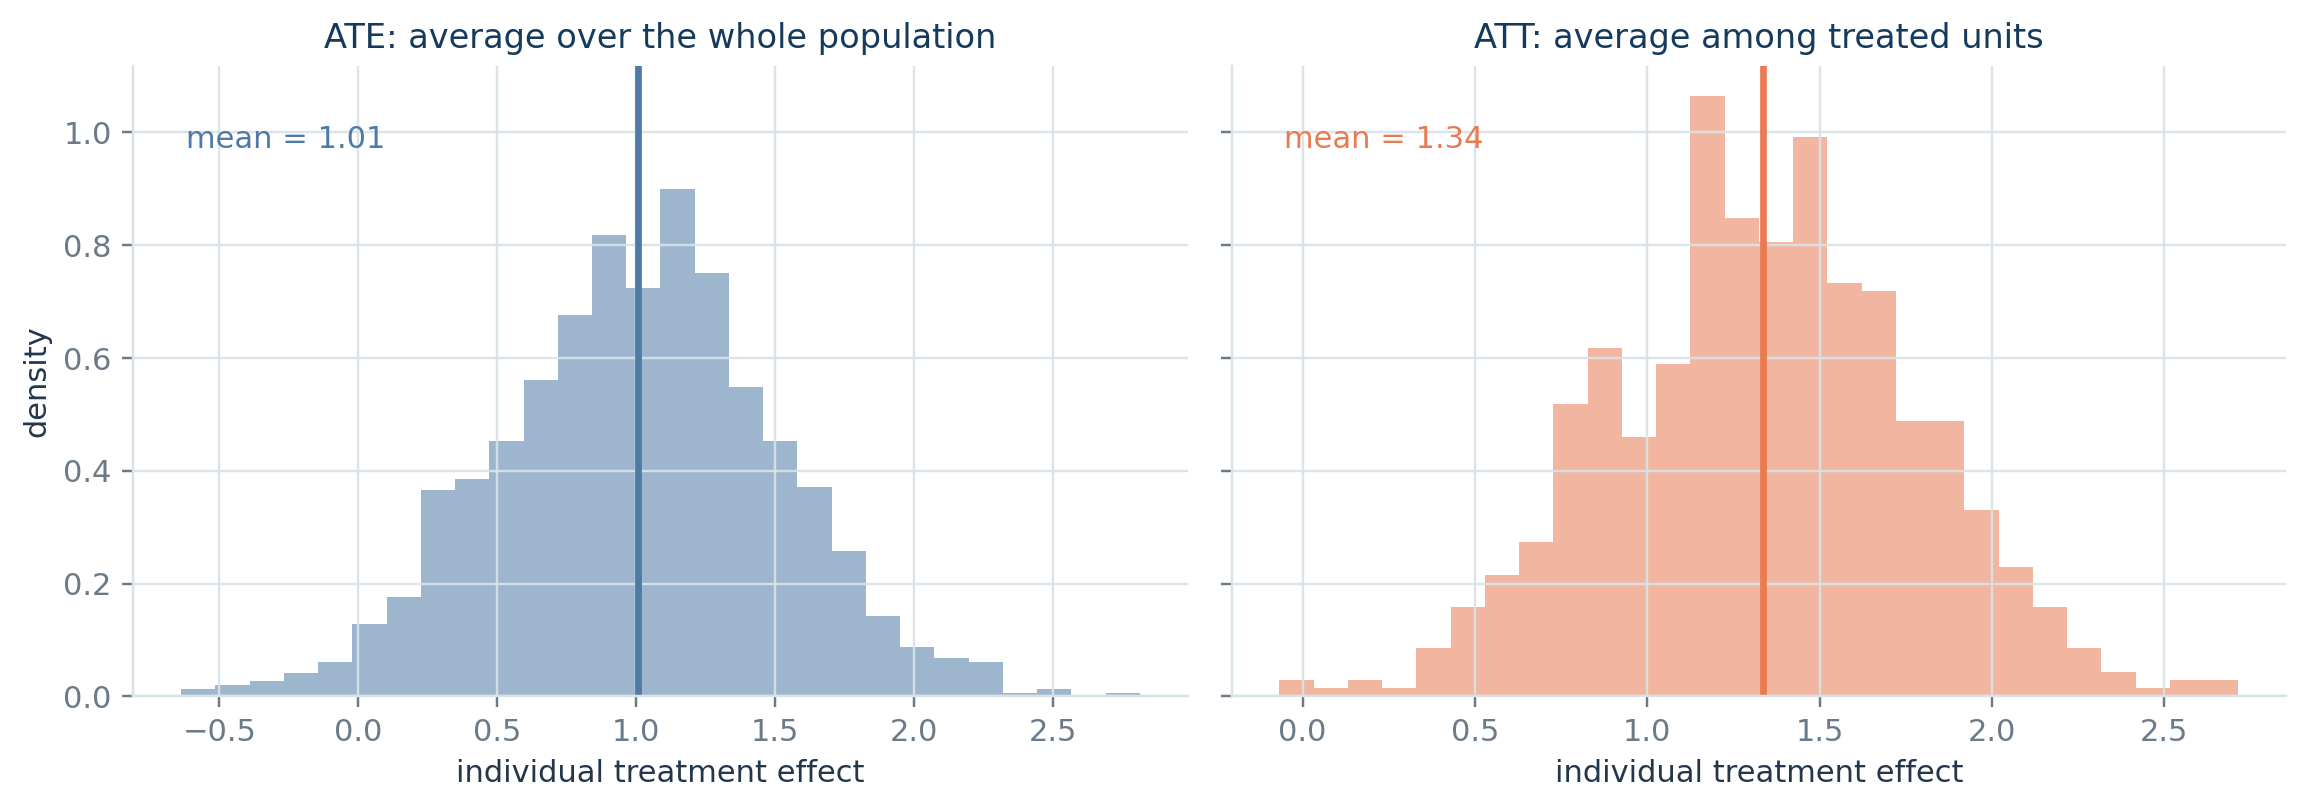 ATE: average over the whole population
mean = 1.01
density
1.0
0.8
0.6
0.4
0.2
0.0
−0.5 0.0 0.5 1.0 1.5 2.0 2.5
individual treatment effect
ATT: average among treated units
mean = 1.34
0.0 0.5 1.0 1.5 2.0 2.5
individual treatment effect